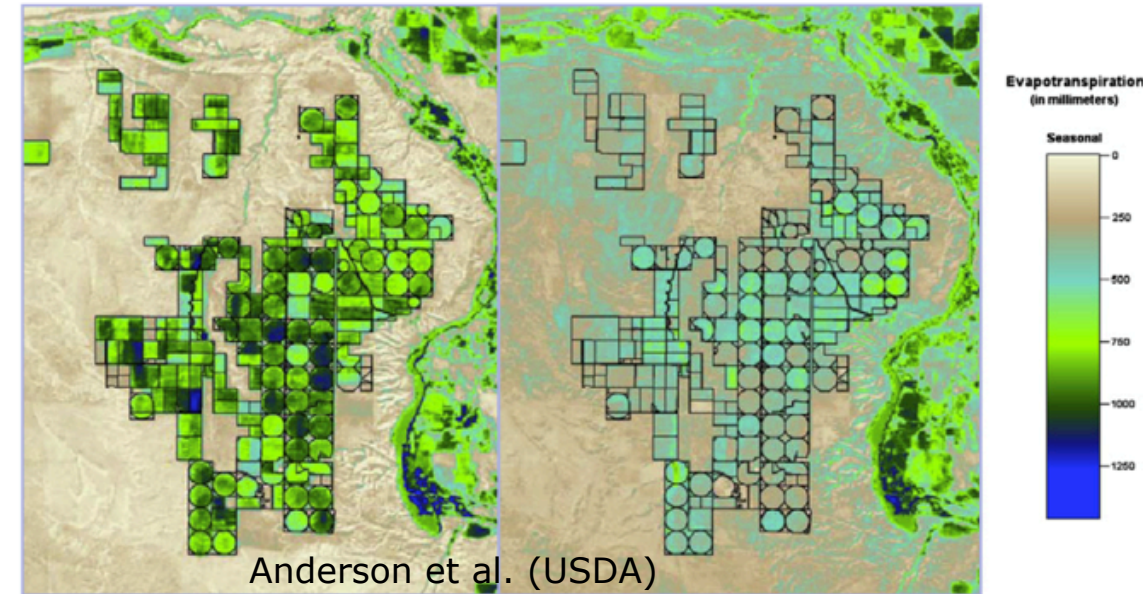 Evapotranspiration
(in millimeters)
Seasonal
0
250
500
750
1000
1250
Anderson et al. (USDA)